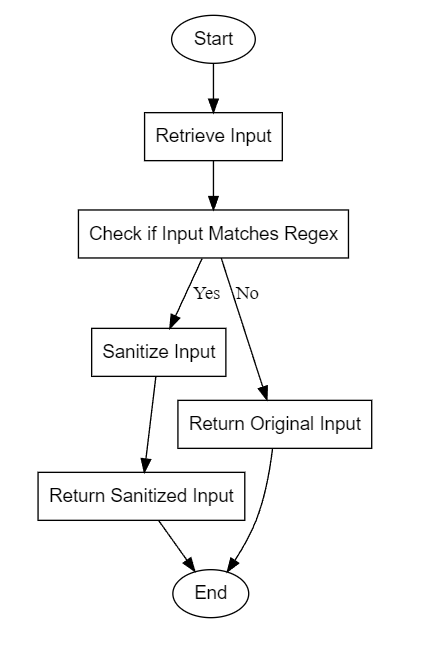 Start
Retrieve Input
Check if Input Matches Regex
Yes
No
Sanitize Input
Return Original Input
Return Sanitized Input
End